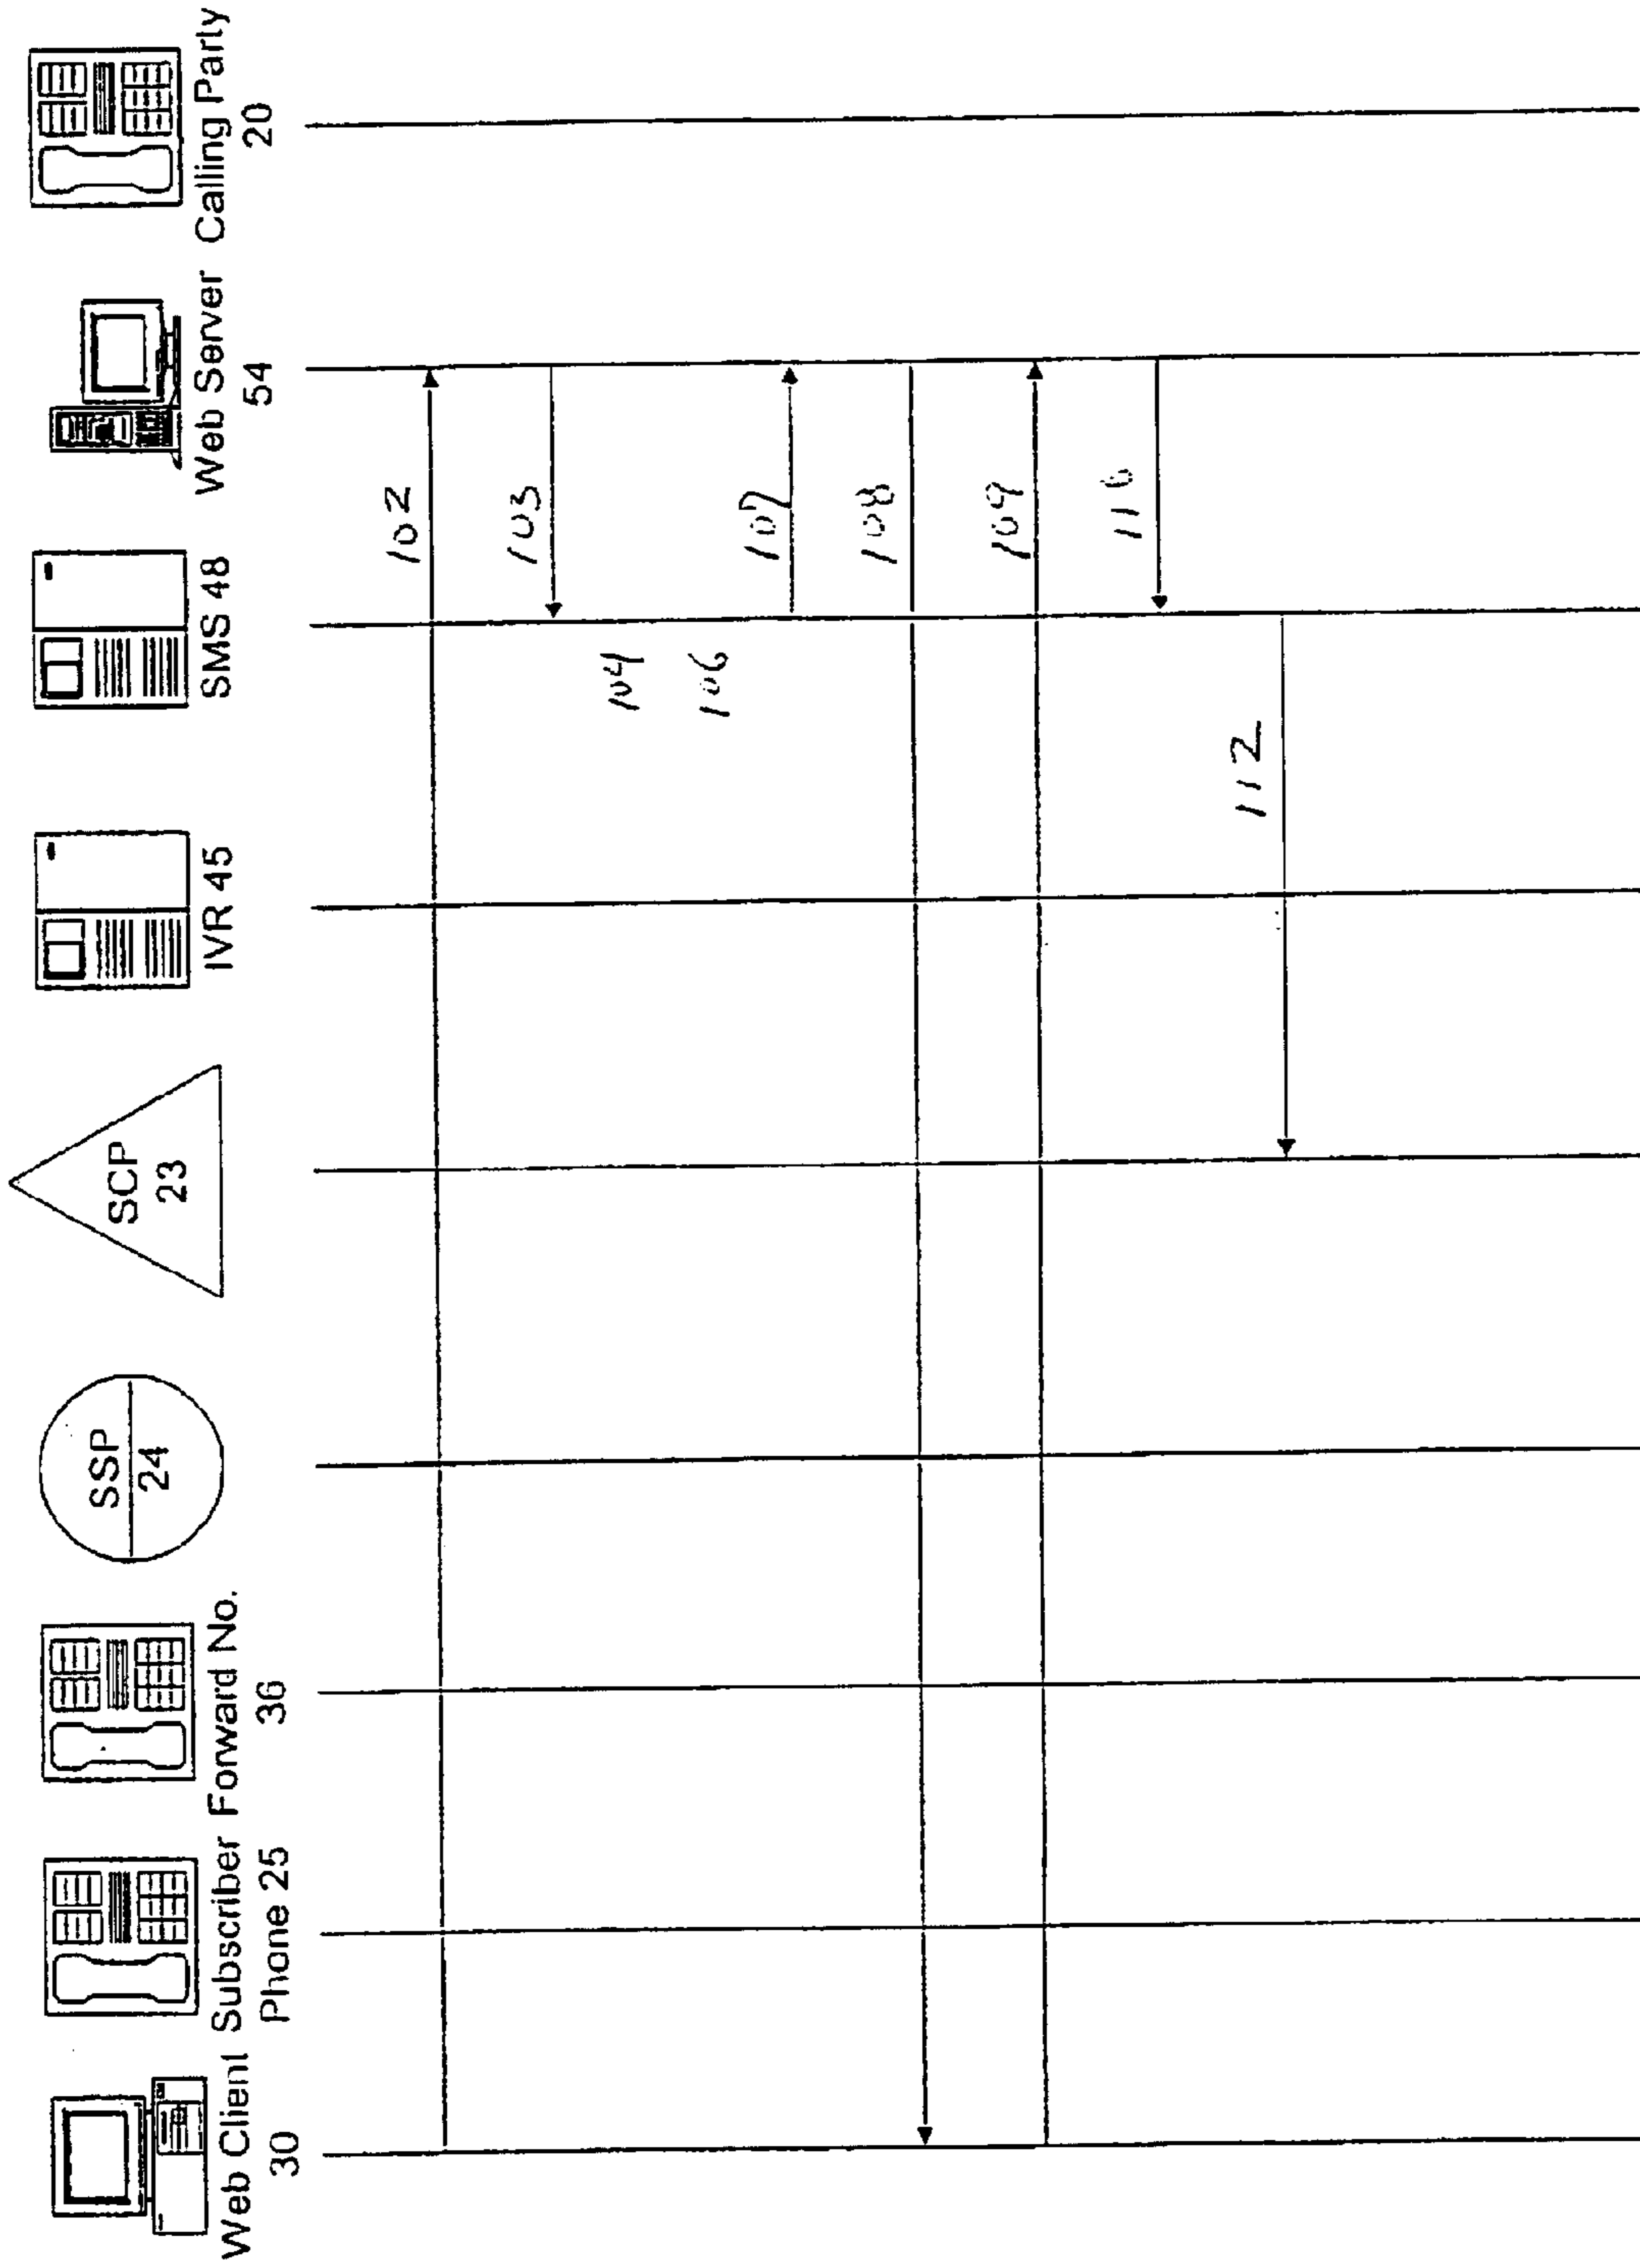 Web Client
30
Subscriber
Phone 25
Forward No.
36
SSP
24
SCP
23
IVR 45
SMS 48
Web Server
54
Calling Party
20
102
103
104
106
107
108
109
110
112